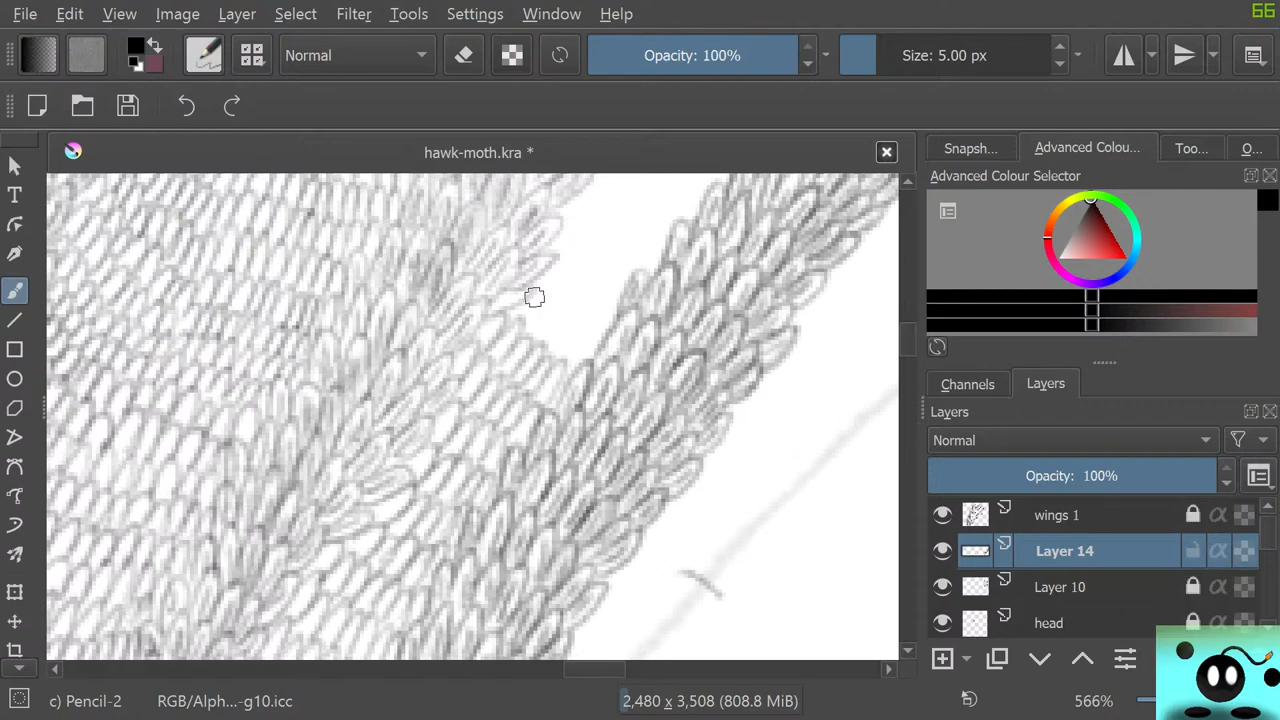 File Edit View Image Layer Select Filter Tools Settings Window Help
66
Normal Opacity: 100% Size: 5.00 px
hawk-moth.kra *
Snapsh... Advanced Colou... Too... O...
Advanced Colour Selector
Channels Layers
Layers
Normal
Opacity: 100%
wings 1
Layer 14
Layer 10
head
c) Pencil-2 RGB/Alph...-g10.icc 2,480 x 3,508 (808.8 MiB) 566%